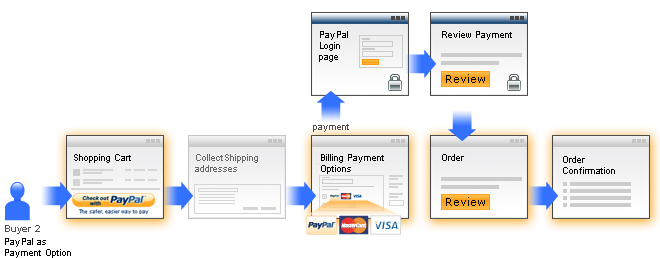 PayPal
Login
page
Review Payment
Review
payment
Shopping Cart
Check out
with PayPal
The safer, easier way to pay
Collect Shipping
addresses
Billing Payment
Options
PayPal VISA
PayPal MasterCard VISA
Order
Review
Order
Confirmation
Buyer 2
PayPal as
Payment Option